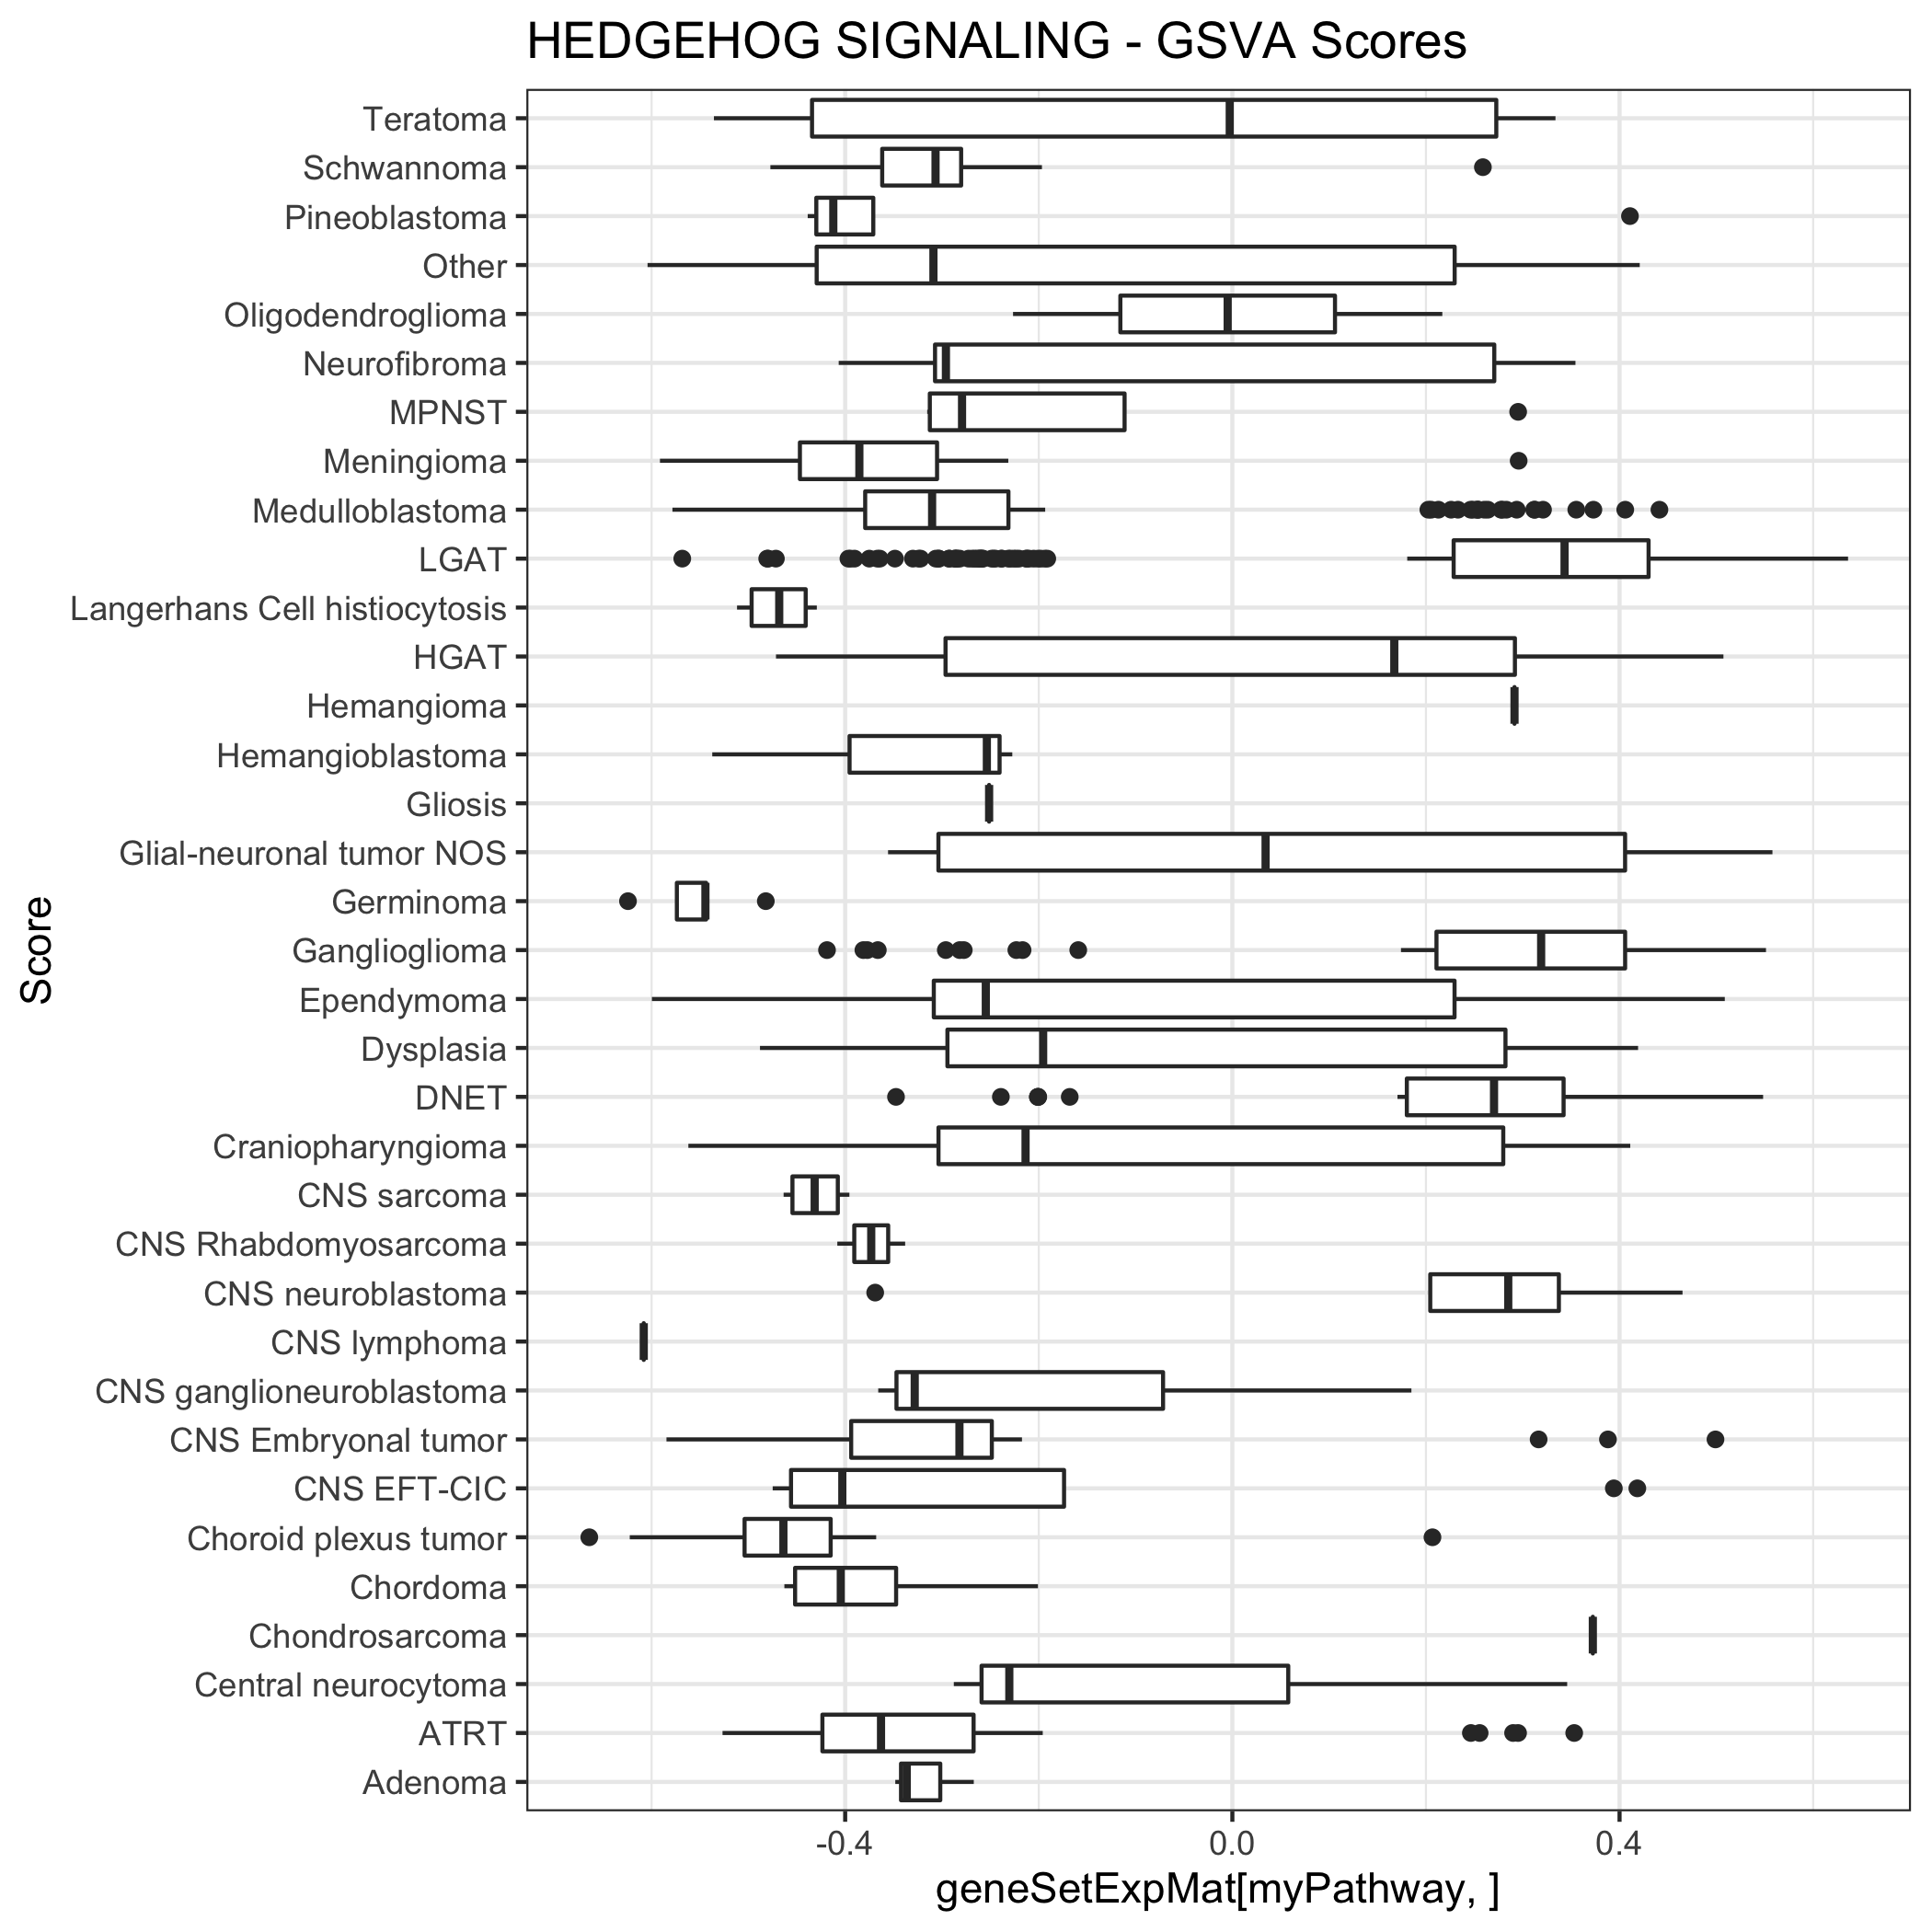 HEDGEHOG SIGNALING - GSVA Scores
Teratoma
Schwannoma
Pineoblastoma
Other
Oligodendroglioma
Neurofibroma
MPNST
Meningioma
Medulloblastoma
LGAT
Langerhans Cell histiocytosis
HGAT
Hemangioma
Hemangioblastoma
Gliosis
Glial-neuronal tumor NOS
Germinoma
Ganglioglioma
Ependymoma
Dysplasia
DNET
Craniopharyngioma
CNS sarcoma
CNS Rhabdomyosarcoma
CNS neuroblastoma
CNS lymphoma
CNS ganglioneuroblastoma
CNS Embryonal tumor
CNS EFT-CIC
Choroid plexus tumor
Chordoma
Chondrosarcoma
Central neurocytoma
ATRT
Adenoma
Score
-0.4 0.0 0.4
geneSetExpMat[myPathway, ]